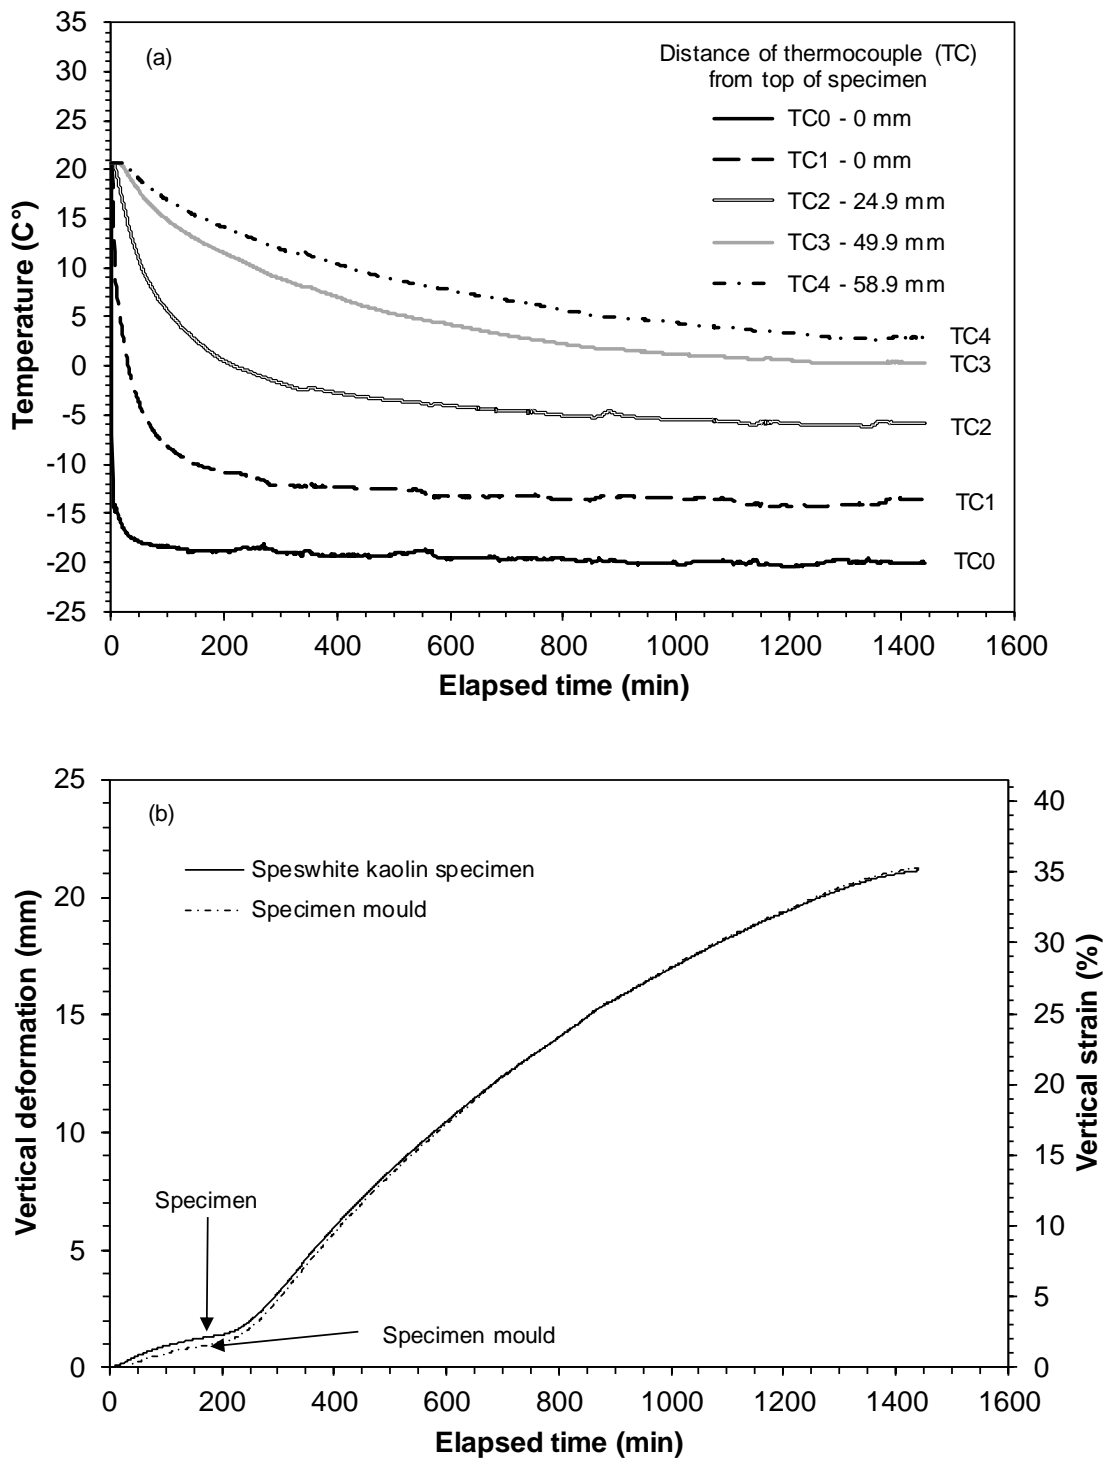 35
30
25
20
15
10
5
0
-5
-10
-15
-20
-25
Temperature (C°)
(a)
Distance of thermocouple (TC)
from top of specimen
TC0 - 0 mm
TC1 - 0 mm
TC2 - 24.9 mm
TC3 - 49.9 mm
TC4 - 58.9 mm
TC4
TC3
TC2
TC1
TC0
0 200 400 600 800 1000 1200 1400 1600
Elapsed time (min)
25
20
15
10
5
0
Vertical deformation (mm)
(b)
Speswhite kaolin specimen
Specimen mould
Specimen
Specimen mould
40
35
30
25
20
15
10
5
0
Vertical strain (%)
0 200 400 600 800 1000 1200 1400 1600
Elapsed time (min)